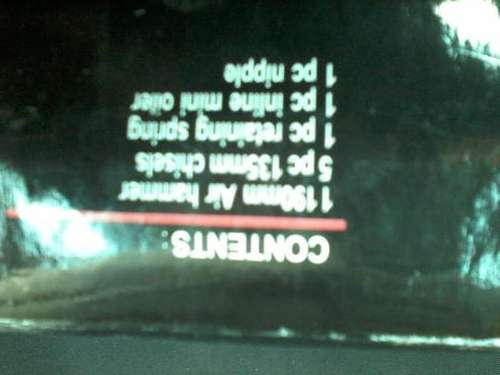 CONTENTS:
1 190mm Air hammer
5 pc 135mm chisels
1 pc retaining spring
1 pc inline mini oiler
1 pc nipple